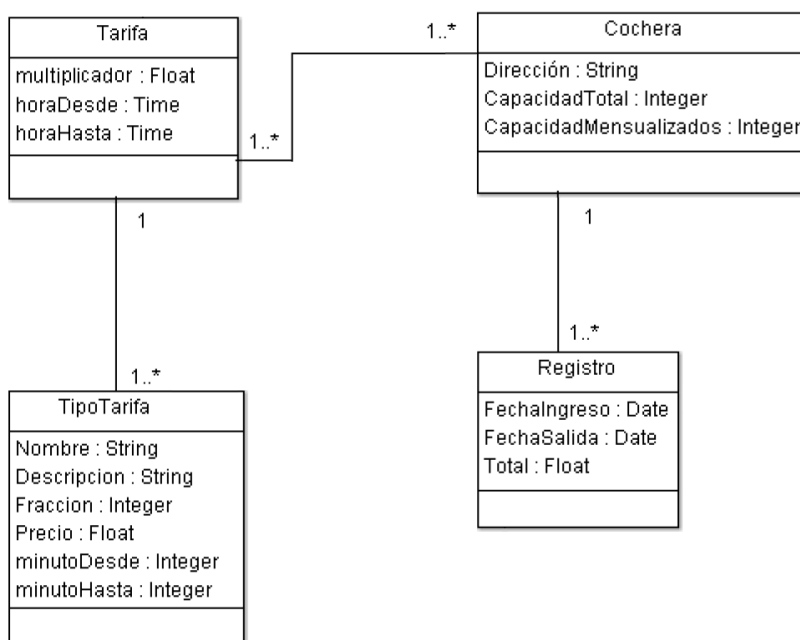 Tarifa
multiplicador : Float
horaDesde : Time
horaHasta : Time
1..*
1..*
Cochera
Dirección : String
CapacidadTotal : Integer
CapacidadMensualizados : Integer
1
1..*
TipoTarifa
Nombre : String
Descripcion : String
Fraccion : Integer
Precio : Float
minutoDesde : Integer
minutoHasta : Integer
1
1..*
Registro
FechaIngreso : Date
FechaSalida : Date
Total : Float